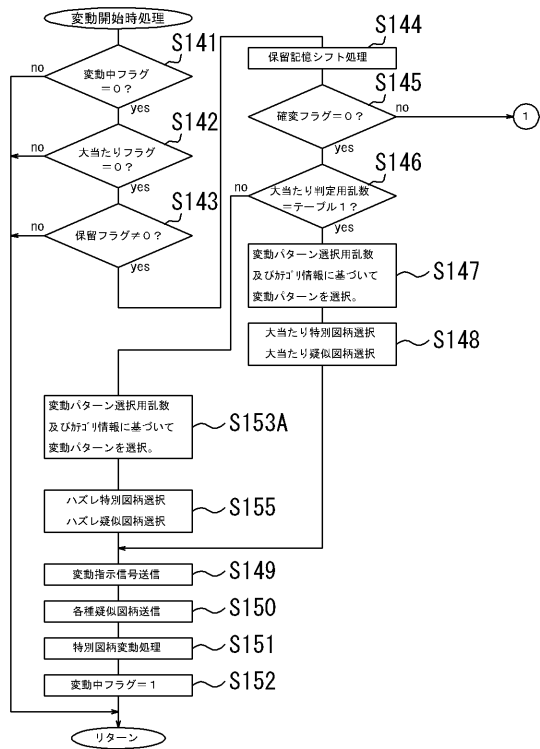 変動開始時処理
S141
変動中フラグ
=0?
no
yes
S142
大当たりフラグ
=0?
no
yes
S143
保留フラグ≠0?
no
yes
S144
保留記憶シフト処理
S145
確変フラグ=0?
no
1
yes
S146
大当たり判定用乱数
=テーブル1?
no
yes
変動パターン選択用乱数
及びカテゴリ情報に基づいて
変動パターンを選択。
S147
大当たり特別図柄選択
大当たり疑似図柄選択
S148
変動パターン選択用乱数
及びカテゴリ情報に基づいて
変動パターンを選択。
S153A
ハズレ特別図柄選択
ハズレ疑似図柄選択
S155
変動指示信号送信
S149
各種疑似図柄送信
S150
特別図柄変動処理
S151
変動中フラグ=1
S152
リターン